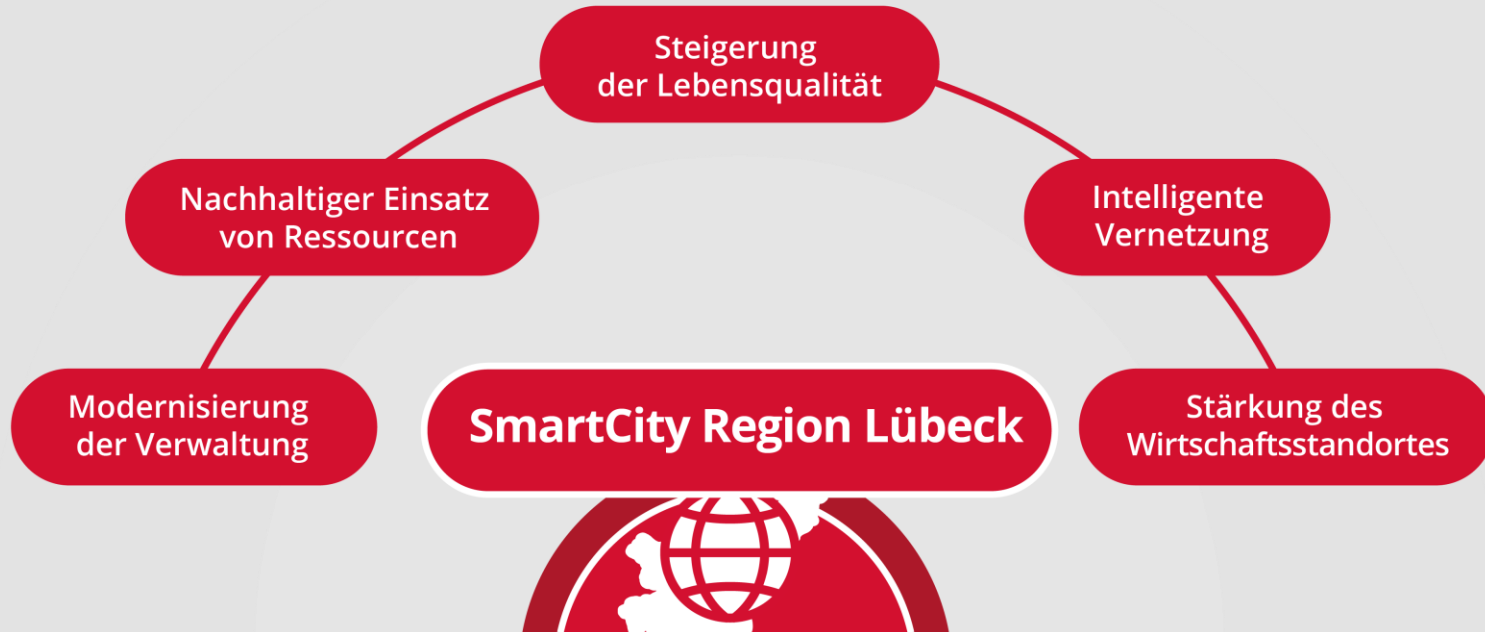 Steigerung
der Lebensqualität
Nachhaltiger Einsatz
von Ressourcen
Intelligente
Vernetzung
Modernisierung
der Verwaltung
SmartCity Region Lübeck
Stärkung des
Wirtschaftsstandortes